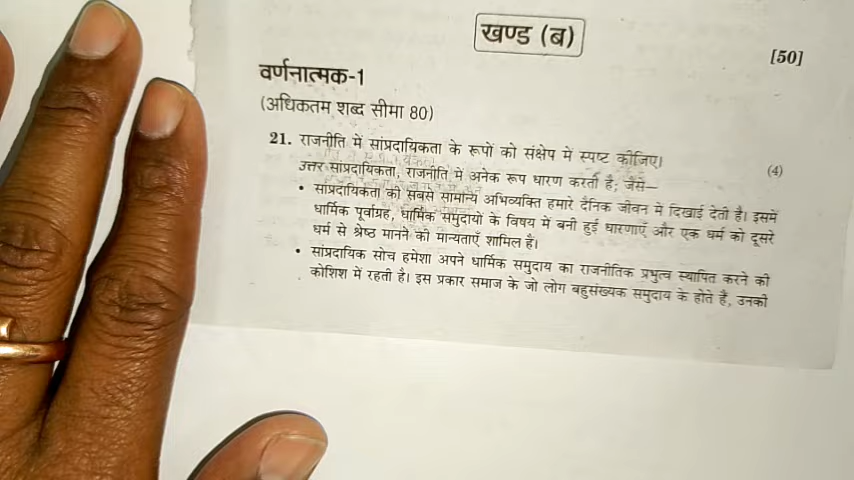 खण्ड (ब)
[50]
वर्णनात्मक-1
(अधिकतम शब्द सीमा 80)
21. राजनीति में सांप्रदायिकता के रूपों को संक्षेप में स्पष्ट कीजिए। (4)
उत्तर सांप्रदायिकता, राजनीति में अनेक रूप धारण करती है; जैसे—
• सांप्रदायिकता की सबसे सामान्य अभिव्यक्ति हमारे दैनिक जीवन में दिखाई देती है। इसमें
धार्मिक पूर्वाग्रह, धार्मिक समुदायों के विषय में बनी हुई धारणाएँ और एक धर्म को दूसरे
धर्म से श्रेष्ठ मानने की मान्यताएँ शामिल है।
• सांप्रदायिक सोच हमेशा अपने धार्मिक समुदाय का राजनीतिक प्रभुत्व स्थापित करने की
कोशिश में रहती है। इस प्रकार समाज के जो लोग बहुसंख्यक समुदाय के होते हैं, उनकी